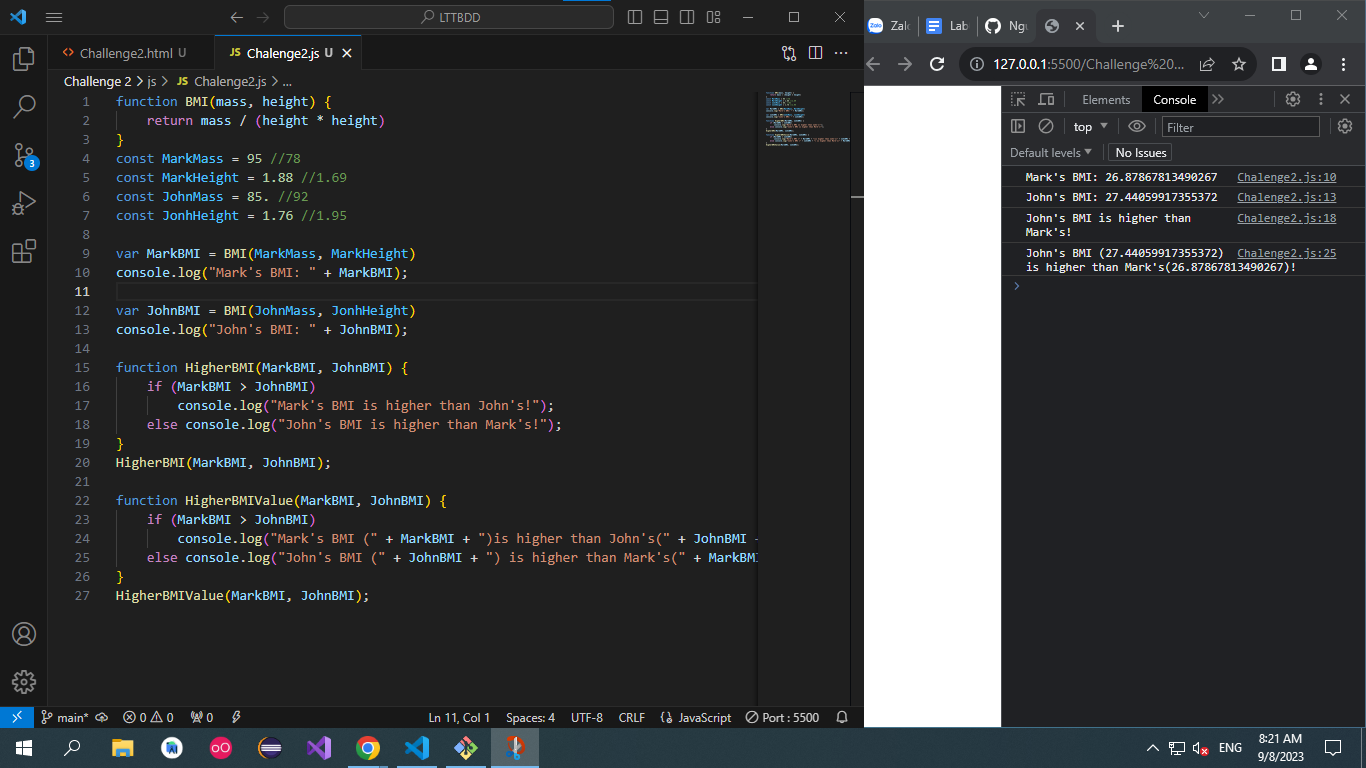 LTTBDD
Challenge2.html U
JS Chalenge2.js U
Challenge 2 > js > JS Chalenge2.js > ...
1 function BMI(mass, height) {
2 return mass / (height * height)
3 }
4 const MarkMass = 95 //78
5 const MarkHeight = 1.88 //1.69
6 const JohnMass = 85. //92
7 const JonhHeight = 1.76 //1.95
8
9 var MarkBMI = BMI(MarkMass, MarkHeight)
10 console.log("Mark's BMI: " + MarkBMI);
11
12 var JohnBMI = BMI(JohnMass, JonhHeight)
13 console.log("John's BMI: " + JohnBMI);
14
15 function HigherBMI(MarkBMI, JohnBMI) {
16 if (MarkBMI > JohnBMI)
17 console.log("Mark's BMI is higher than John's!");
18 else console.log("John's BMI is higher than Mark's!");
19 }
20 HigherBMI(MarkBMI, JohnBMI);
21
22 function HigherBMIValue(MarkBMI, JohnBMI) {
23 if (MarkBMI > JohnBMI)
24 console.log("Mark's BMI (" + MarkBMI + ")is higher than John's(" + JohnBMI
25 else console.log("John's BMI (" + JohnBMI + ") is higher than Mark's(" + MarkBMI
26 }
27 HigherBMIValue(MarkBMI, JohnBMI);
3
main* 0 0 0
Ln 11, Col 1 Spaces: 4 UTF-8 CRLF JavaScript Port : 5500
Zalo Lab Ngu
127.0.0.1:5500/Challenge%20...
Elements Console
top Filter
Default levels No Issues
Mark's BMI: 26.87867813490267 Chalenge2.js:10
John's BMI: 27.44059917355372 Chalenge2.js:13
John's BMI is higher than Chalenge2.js:18
Mark's!
John's BMI (27.44059917355372) Chalenge2.js:25
is higher than Mark's(26.87867813490267)!
ENG
8:21 AM
9/8/2023